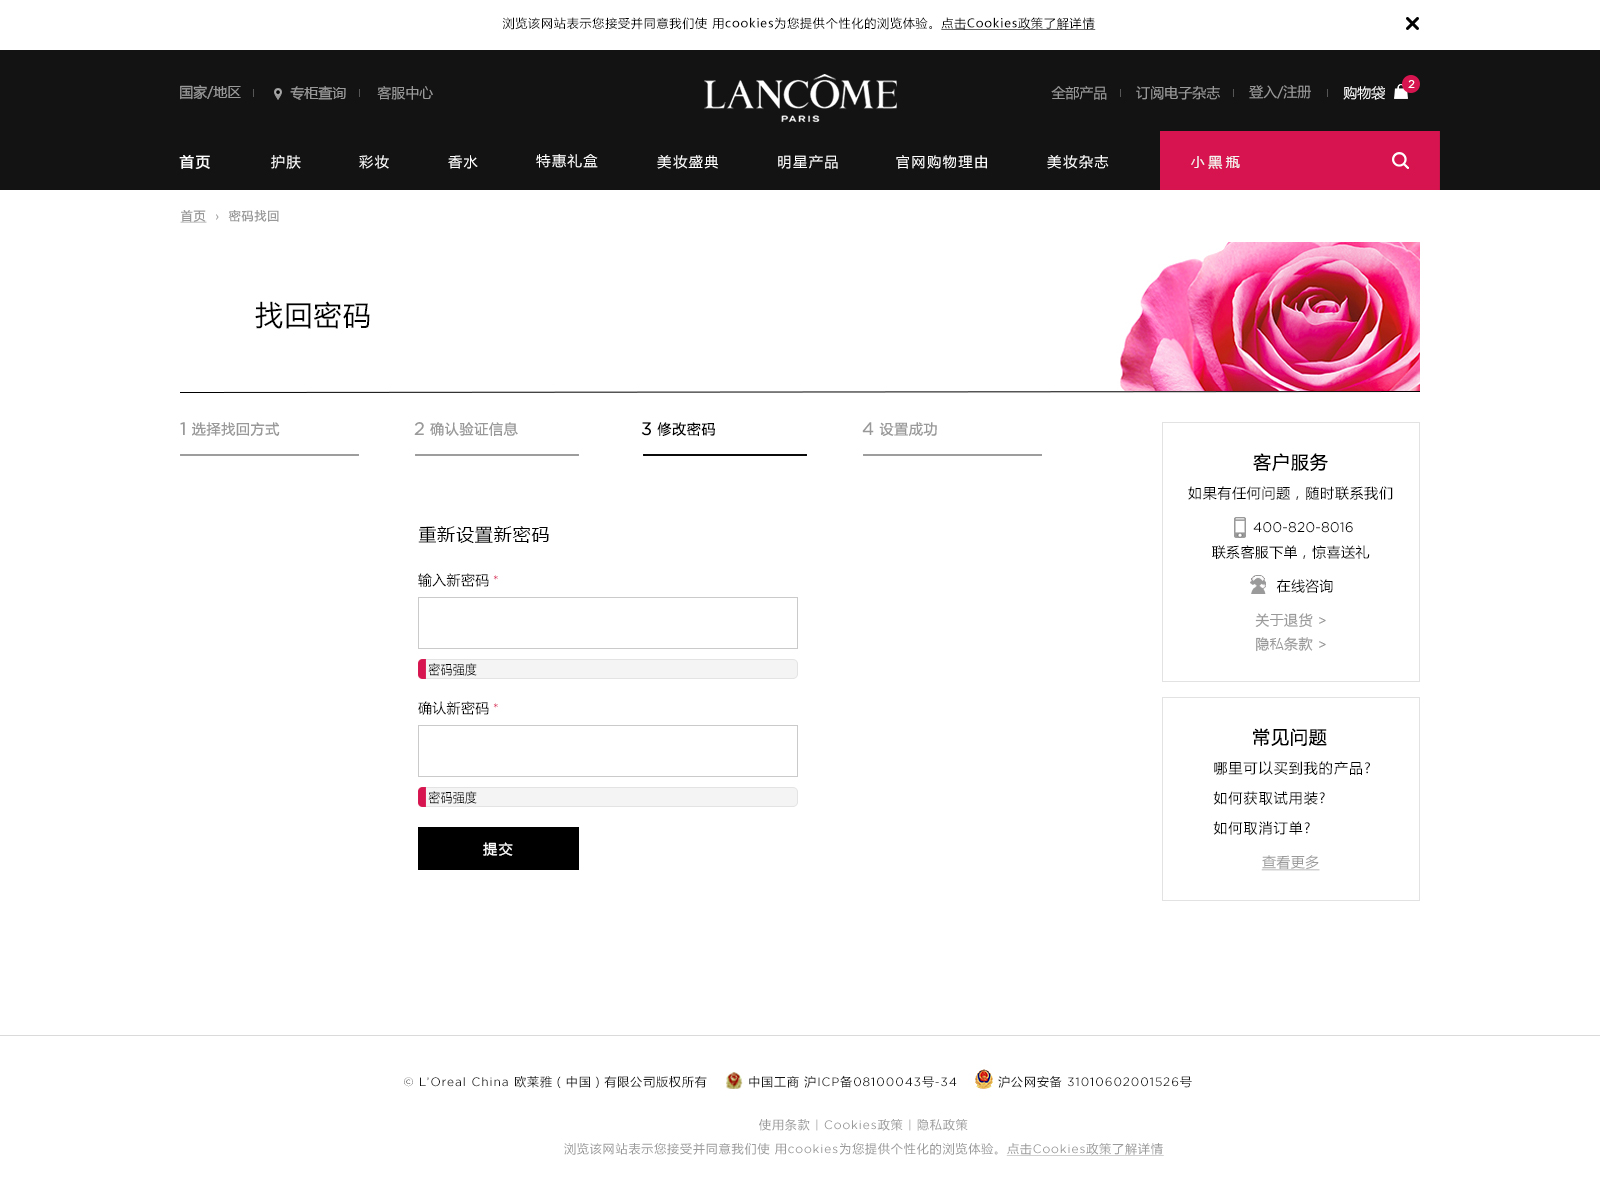 浏览该网站表示您接受并同意我们使 用cookies为您提供个性化的浏览体验。点击Cookies政策了解详情
国家/地区
专柜查询
客服中心
LANCÔME
PARIS
全部产品
订阅电子杂志
登入/注册
购物袋
2
首页
护肤
彩妆
香水
特惠礼盒
美妆盛典
明星产品
官网购物理由
美妆杂志
小黑瓶
首页 › 密码找回
找回密码
1 选择找回方式
2 确认验证信息
3 修改密码
4 设置成功
重新设置新密码
输入新密码 *
密码强度
确认新密码 *
密码强度
提交
客户服务
如果有任何问题，随时联系我们
400-820-8016
联系客服下单，惊喜送礼
在线咨询
关于退货 >
隐私条款 >
常见问题
哪里可以买到我的产品?
如何获取试用装?
如何取消订单?
查看更多
© L'Oreal China 欧莱雅 ( 中国 ) 有限公司版权所有
中国工商 沪ICP备08100043号-34
沪公网安备 31010602001526号
使用条款 | Cookies政策 | 隐私政策
浏览该网站表示您接受并同意我们使 用cookies为您提供个性化的浏览体验。点击Cookies政策了解详情